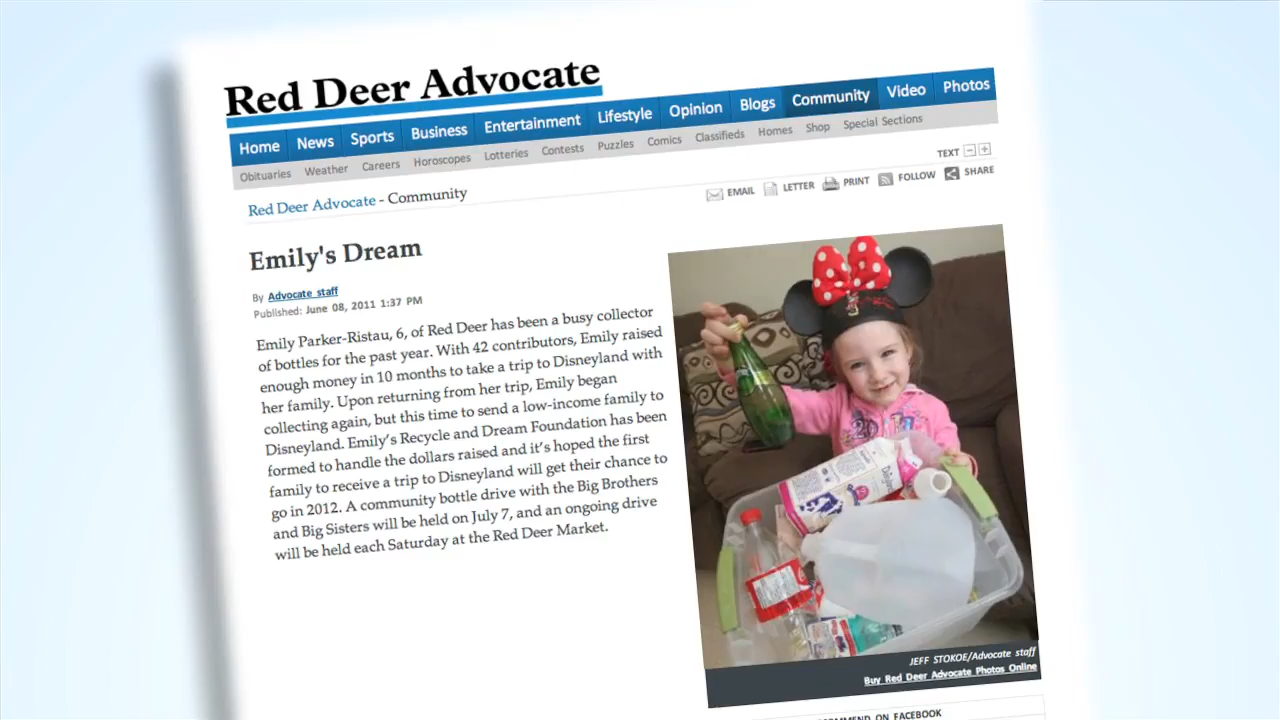 Red Deer Advocate
Home News Sports Business Entertainment Lifestyle Opinion Blogs Community Video Photos
Obituaries Weather Careers Horoscopes Lotteries Contests Puzzles Comics Classifieds Homes Shop Special Sections
TEXT - +
Red Deer Advocate - Community
EMAIL LETTER PRINT FOLLOW SHARE
Emily's Dream
By Advocate staff
Published: June 08, 2011 1:37 PM
Emily Parker-Ristau, 6, of Red Deer has been a busy collector
of bottles for the past year. With 42 contributors, Emily raised
enough money in 10 months to take a trip to Disneyland with
her family. Upon returning from her trip, Emily began
collecting again, but this time to send a low-income family to
Disneyland. Emily's Recycle and Dream Foundation has been
formed to handle the dollars raised and it's hoped the first
family to receive a trip to Disneyland will get their chance to
go in 2012. A community bottle drive with the Big Brothers
and Big Sisters will be held on July 7, and an ongoing drive
will be held each Saturday at the Red Deer Market.
JEFF STOKOE/Advocate staff
Buy Red Deer Advocate Photos Online
ON FACEBOOK